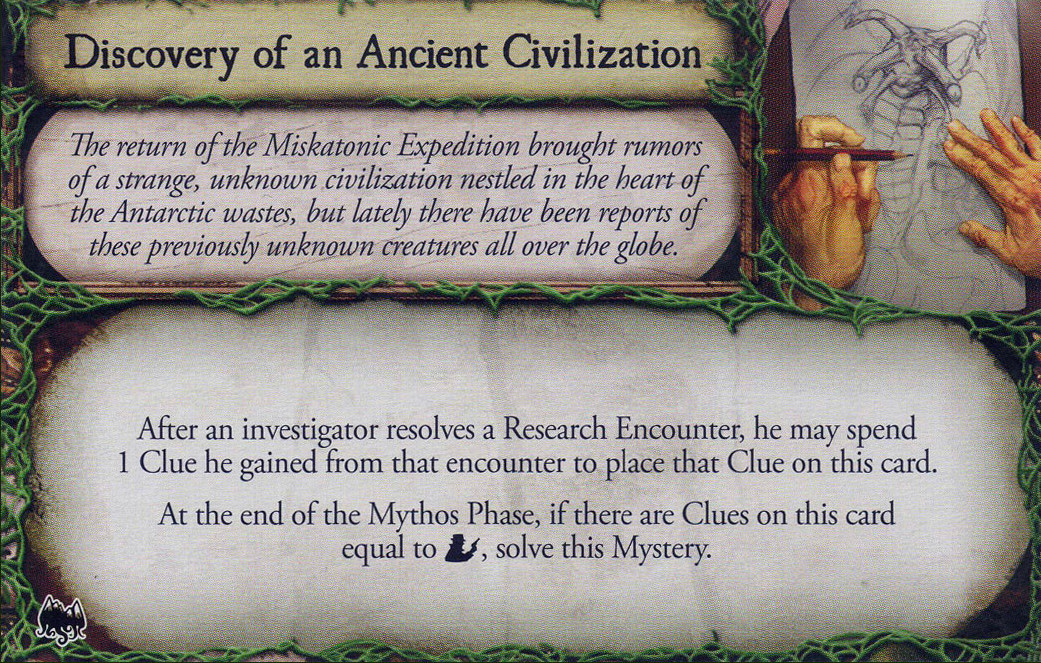 Discovery of an Ancient Civilization
The return of the Miskatonic Expedition brought rumors
of a strange, unknown civilization nestled in the heart of
the Antarctic wastes, but lately there have been reports of
these previously unknown creatures all over the globe.
After an investigator resolves a Research Encounter, he may spend
1 Clue he gained from that encounter to place that Clue on this card.
At the end of the Mythos Phase, if there are Clues on this card
equal to , solve this Mystery.